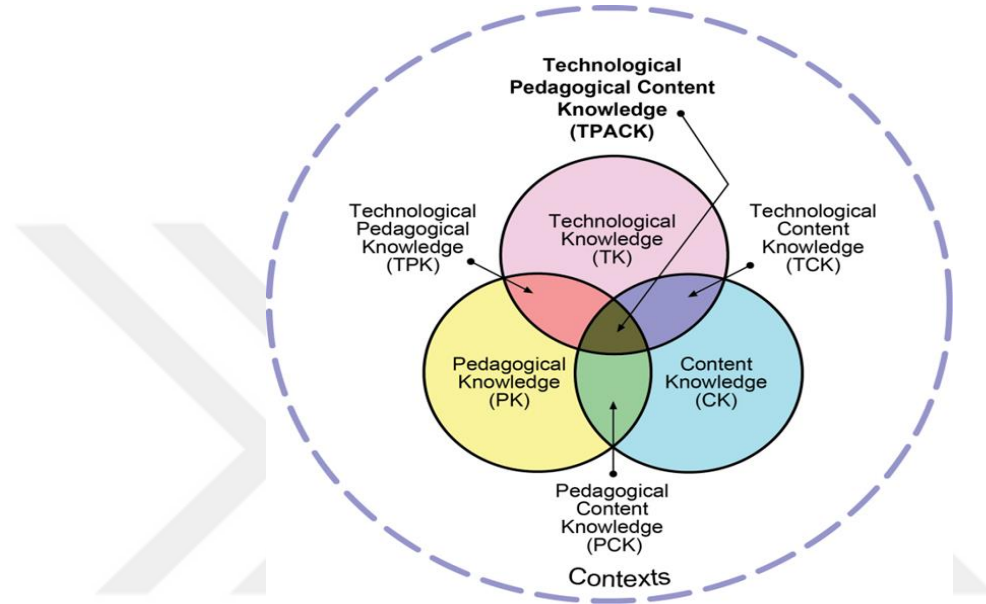 Technological
Pedagogical Content
Knowledge
(TPACK)
Technological
Pedagogical
Knowledge
(TPK)
Technological
Knowledge
(TK)
Technological
Content
Knowledge
(TCK)
Pedagogical
Knowledge
(PK)
Content
Knowledge
(CK)
Pedagogical
Content
Knowledge
(PCK)
Contexts